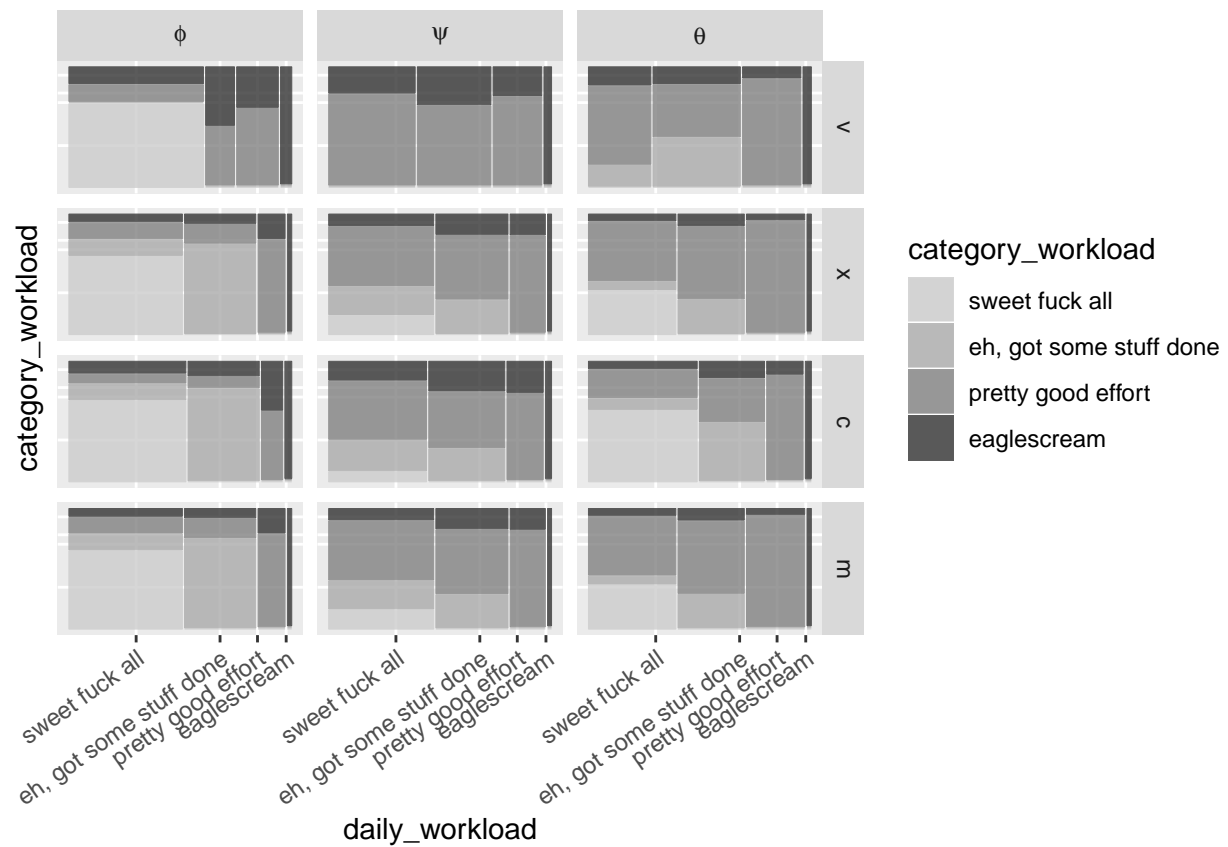 ϕ ψ θ
v
x
c
m
category_workload
sweet fuck all
eh, got some stuff done
pretty good effort
eaglescream
sweet fuck all
eh, got some stuff done
pretty good effort
eaglescream
sweet fuck all
eh, got some stuff done
pretty good effort
eaglescream
daily_workload
category_workload
sweet fuck all
eh, got some stuff done
pretty good effort
eaglescream